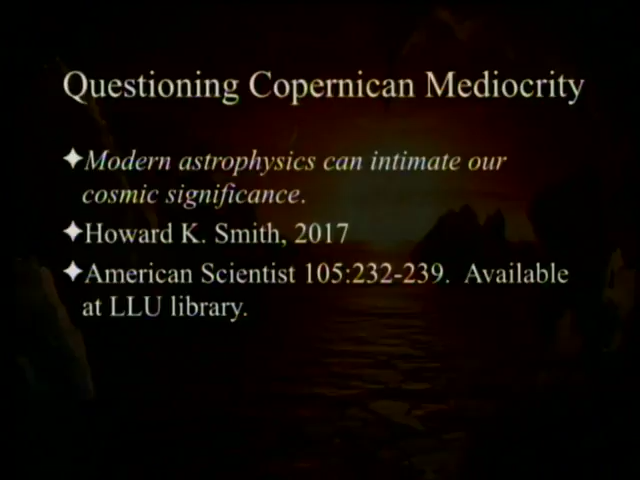 Questioning Copernican Mediocrity
✦Modern astrophysics can intimate our
cosmic significance.
✦Howard K. Smith, 2017
✦American Scientist 105:232-239. Available
at LLU library.